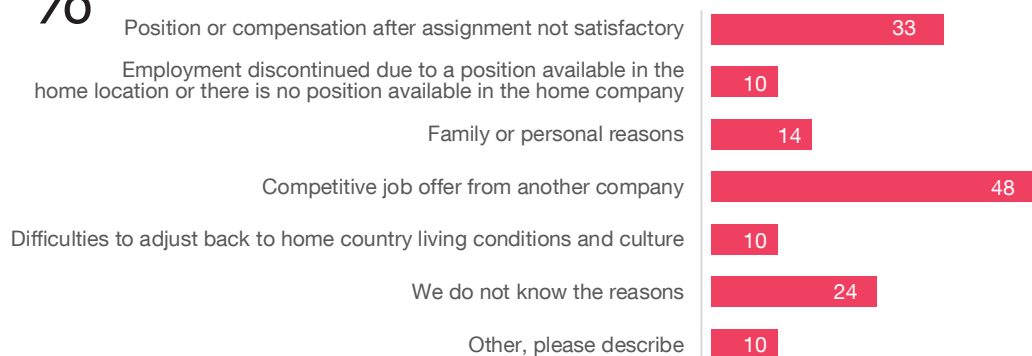 %
Position or compensation after assignment not satisfactory
33
Employment discontinued due to a position available in the
home location or there is no position available in the home company
10
Family or personal reasons
14
Competitive job offer from another company
48
Difficulties to adjust back to home country living conditions and culture
10
We do not know the reasons
24
Other, please describe
10